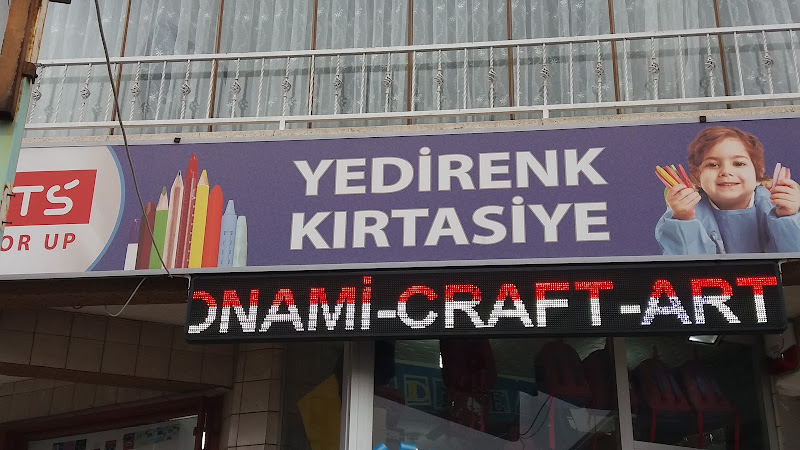 YEDİRENK
KIRTASİYE
TS
OR UP
ONAMİ-CRAFT-ART